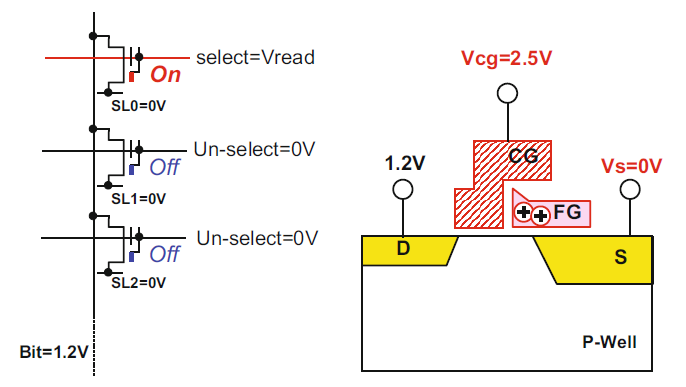 select=Vread
On
SL0=0V
Un-select=0V
Off
SL1=0V
Un-select=0V
Off
SL2=0V
Bit=1.2V
Vcg=2.5V
1.2V
CG
Vs=0V
FG
D
S
P-Well